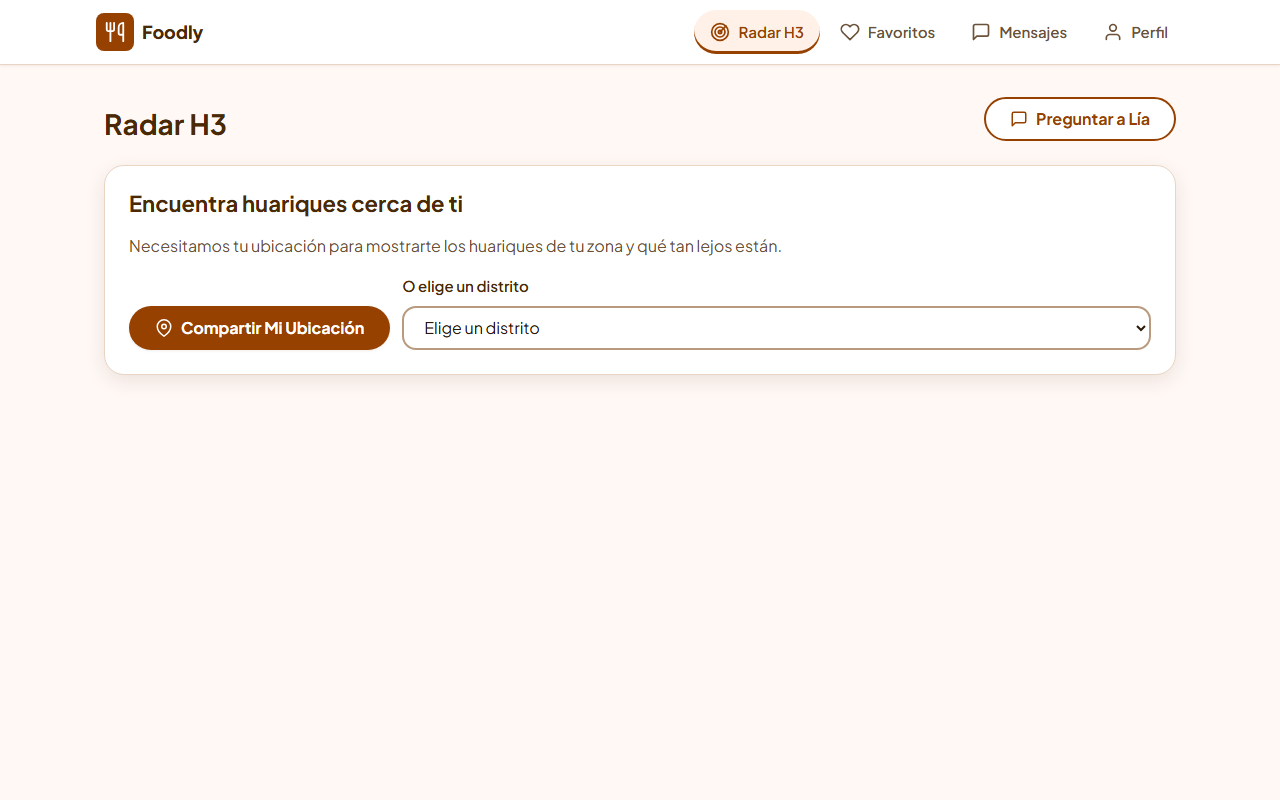 Foodly
Radar H3
Favoritos
Mensajes
Perfil
Radar H3
Preguntar a Lía
Encuentra huariques cerca de ti
Necesitamos tu ubicación para mostrarte los huariques de tu zona y qué tan lejos están.
O elige un distrito
Compartir Mi Ubicación
Elige un distrito